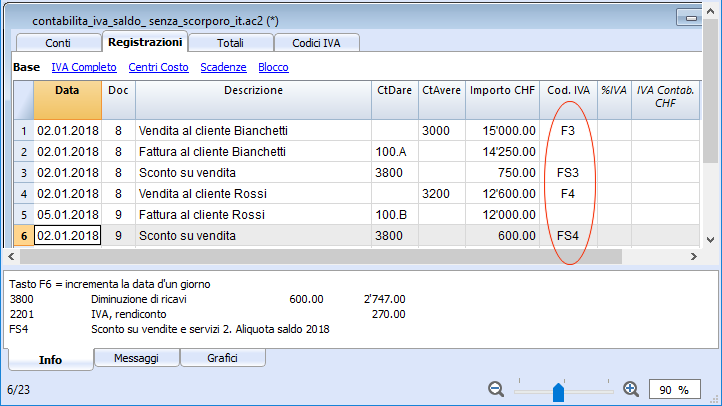 contabilita_iva_saldo_ senza_scorporo_it.ac2 (*)
Conti Registrazioni Totali Codici IVA
Base IVA Completo Centri Costo Scadenze Blocco
Data Doc Descrizione CtDare CtAvere Importo CHF Cod. IVA %IVA IVA Contab. CHF
1 02.01.2018 8 Vendita al cliente Bianchetti 3000 15'000.00 F3
2 02.01.2018 8 Fattura al cliente Bianchetti 100.A 14'250.00
3 02.01.2018 8 Sconto su vendita 3800 750.00 FS3
4 02.01.2018 8 Vendita al cliente Rossi 3200 12'600.00 F4
5 05.01.2018 9 Fattura al cliente Rossi 100.B 12'000.00
6 02.01.2018 9 Sconto su vendita 3800 600.00 FS4
Tasto F6 = incrementa la data d'un giorno
3800 Diminuzione di ricavi 600.00 2'747.00
2201 IVA, rendiconto 270.00
FS4 Sconto su vendite e servizi 2. Aliquota saldo 2018
Info Messaggi Grafici
6/23 90 %